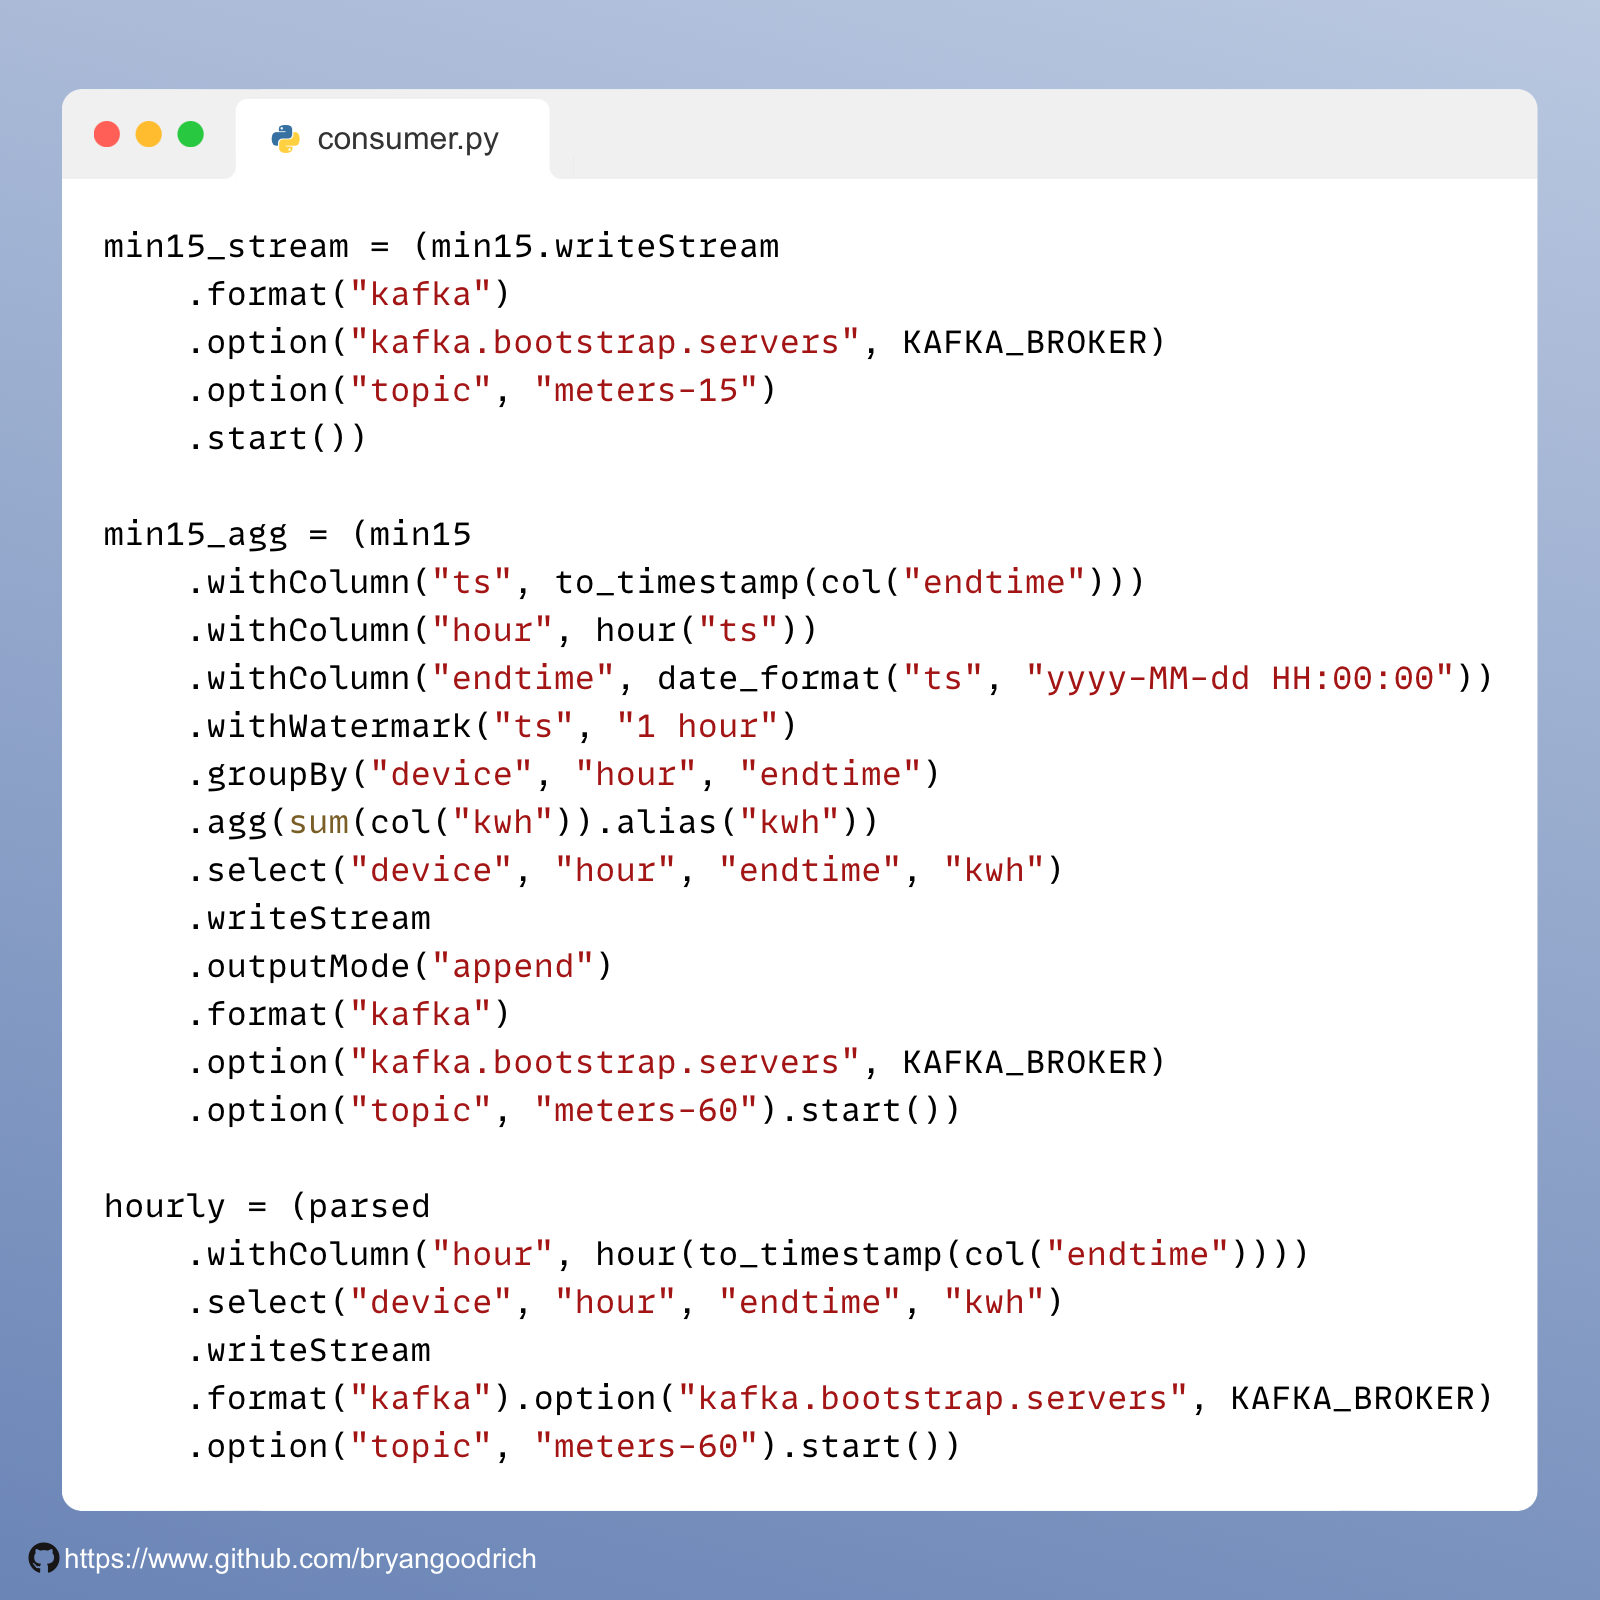 consumer.py
min15_stream = (min15.writeStream
    .format("kafka")
    .option("kafka.bootstrap.servers", KAFKA_BROKER)
    .option("topic", "meters-15")
    .start())

min15_agg = (min15
    .withColumn("ts", to_timestamp(col("endtime")))
    .withColumn("hour", hour("ts"))
    .withColumn("endtime", date_format("ts", "yyyy-MM-dd HH:00:00"))
    .withWatermark("ts", "1 hour")
    .groupBy("device", "hour", "endtime")
    .agg(sum(col("kwh")).alias("kwh"))
    .select("device", "hour", "endtime", "kwh")
    .writeStream
    .outputMode("append")
    .format("kafka")
    .option("kafka.bootstrap.servers", KAFKA_BROKER)
    .option("topic", "meters-60").start())

hourly = (parsed
    .withColumn("hour", hour(to_timestamp(col("endtime"))))
    .select("device", "hour", "endtime", "kwh")
    .writeStream
    .format("kafka").option("kafka.bootstrap.servers", KAFKA_BROKER)
    .option("topic", "meters-60").start())
https://www.github.com/bryangoodrich